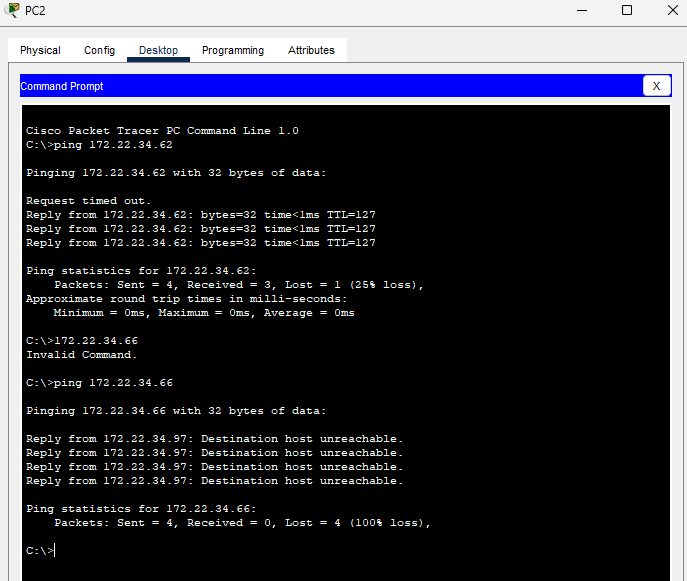 PC2
Physical Config Desktop Programming Attributes
Command Prompt
X
Cisco Packet Tracer PC Command Line 1.0
C:\>ping 172.22.34.62
Pinging 172.22.34.62 with 32 bytes of data:
Request timed out.
Reply from 172.22.34.62: bytes=32 time<1ms TTL=127
Reply from 172.22.34.62: bytes=32 time<1ms TTL=127
Reply from 172.22.34.62: bytes=32 time<1ms TTL=127
Ping statistics for 172.22.34.62:
Packets: Sent = 4, Received = 3, Lost = 1 (25% loss),
Approximate round trip times in milli-seconds:
Minimum = 0ms, Maximum = 0ms, Average = 0ms
C:\>172.22.34.66
Invalid Command.
C:\>ping 172.22.34.66
Pinging 172.22.34.66 with 32 bytes of data:
Reply from 172.22.34.97: Destination host unreachable.
Reply from 172.22.34.97: Destination host unreachable.
Reply from 172.22.34.97: Destination host unreachable.
Reply from 172.22.34.97: Destination host unreachable.
Ping statistics for 172.22.34.66:
Packets: Sent = 4, Received = 0, Lost = 4 (100% loss),
C:\>